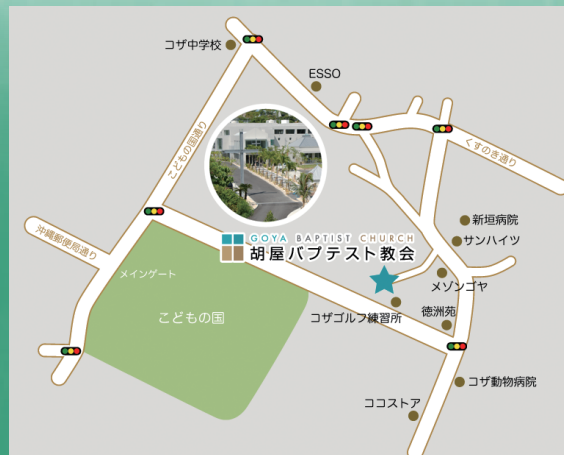 コザ中学校
ESSO
こどもの国通り
くすのき通り
新垣病院
サンハイツ
沖縄郵便局通り
GOYA BAPTIST CHURCH
胡屋バプテスト教会
メインゲート
メゾンゴヤ
こどもの国
コザゴルフ練習所
徳洲苑
コザ動物病院
ココストア